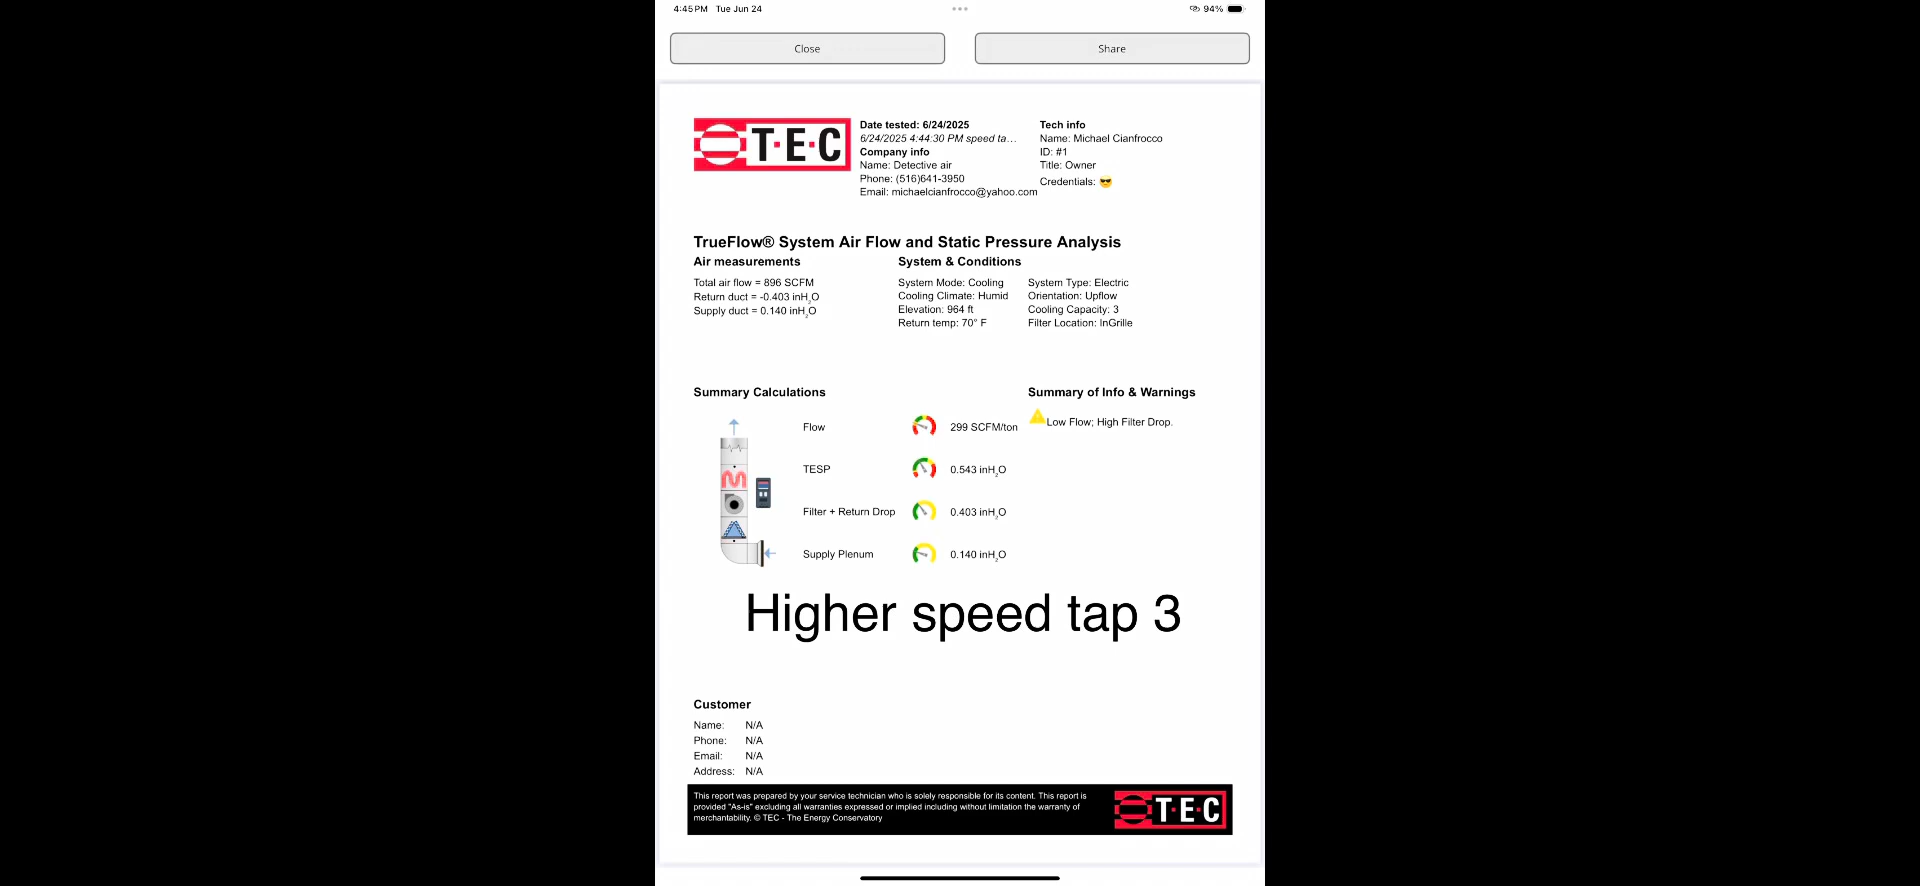 4:45 PM Tue Jun 24
94%
Close
Share
T·E·C
Date tested: 6/24/2025
6/24/2025 4:44:30 PM speed ta...
Company info
Name: Detective air
Phone: (516)641-3950
Email: michaelcianfrocco@yahoo.com
Tech info
Name: Michael Cianfrocco
ID: #1
Title: Owner
Credentials: 😎
TrueFlow® System Air Flow and Static Pressure Analysis
Air measurements
Total air flow = 896 SCFM
Return duct = -0.403 inH₂O
Supply duct = 0.140 inH₂O
System & Conditions
System Mode: Cooling
Cooling Climate: Humid
Elevation: 964 ft
Return temp: 70° F
System Type: Electric
Orientation: Upflow
Cooling Capacity: 3
Filter Location: InGrille
Summary Calculations
Flow 299 SCFM/ton
TESP 0.543 inH₂O
Filter + Return Drop 0.403 inH₂O
Supply Plenum 0.140 inH₂O
Summary of Info & Warnings
Low Flow; High Filter Drop.
Higher speed tap 3
Customer
Name: N/A
Phone: N/A
Email: N/A
Address: N/A
This report was prepared by your service technician who is solely responsible for its content. This report is
provided "As-is" excluding all warranties expressed or implied including without limitation the warranty of
merchantability. © TEC - The Energy Conservatory
T·E·C